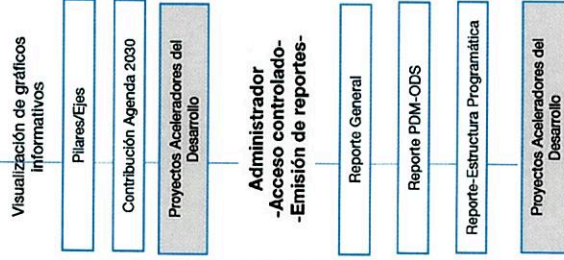 Visualización de gráficos
informativos
Pilares/Ejes
Contribución Agenda 2030
Proyectos Aceleradores del
Desarrollo
Administrador
-Acceso controlado-
-Emisión de reportes-
Reporte General
Reporte PDM-ODS
Reporte-Estructura Programática
Proyectos Aceleradores del
Desarrollo